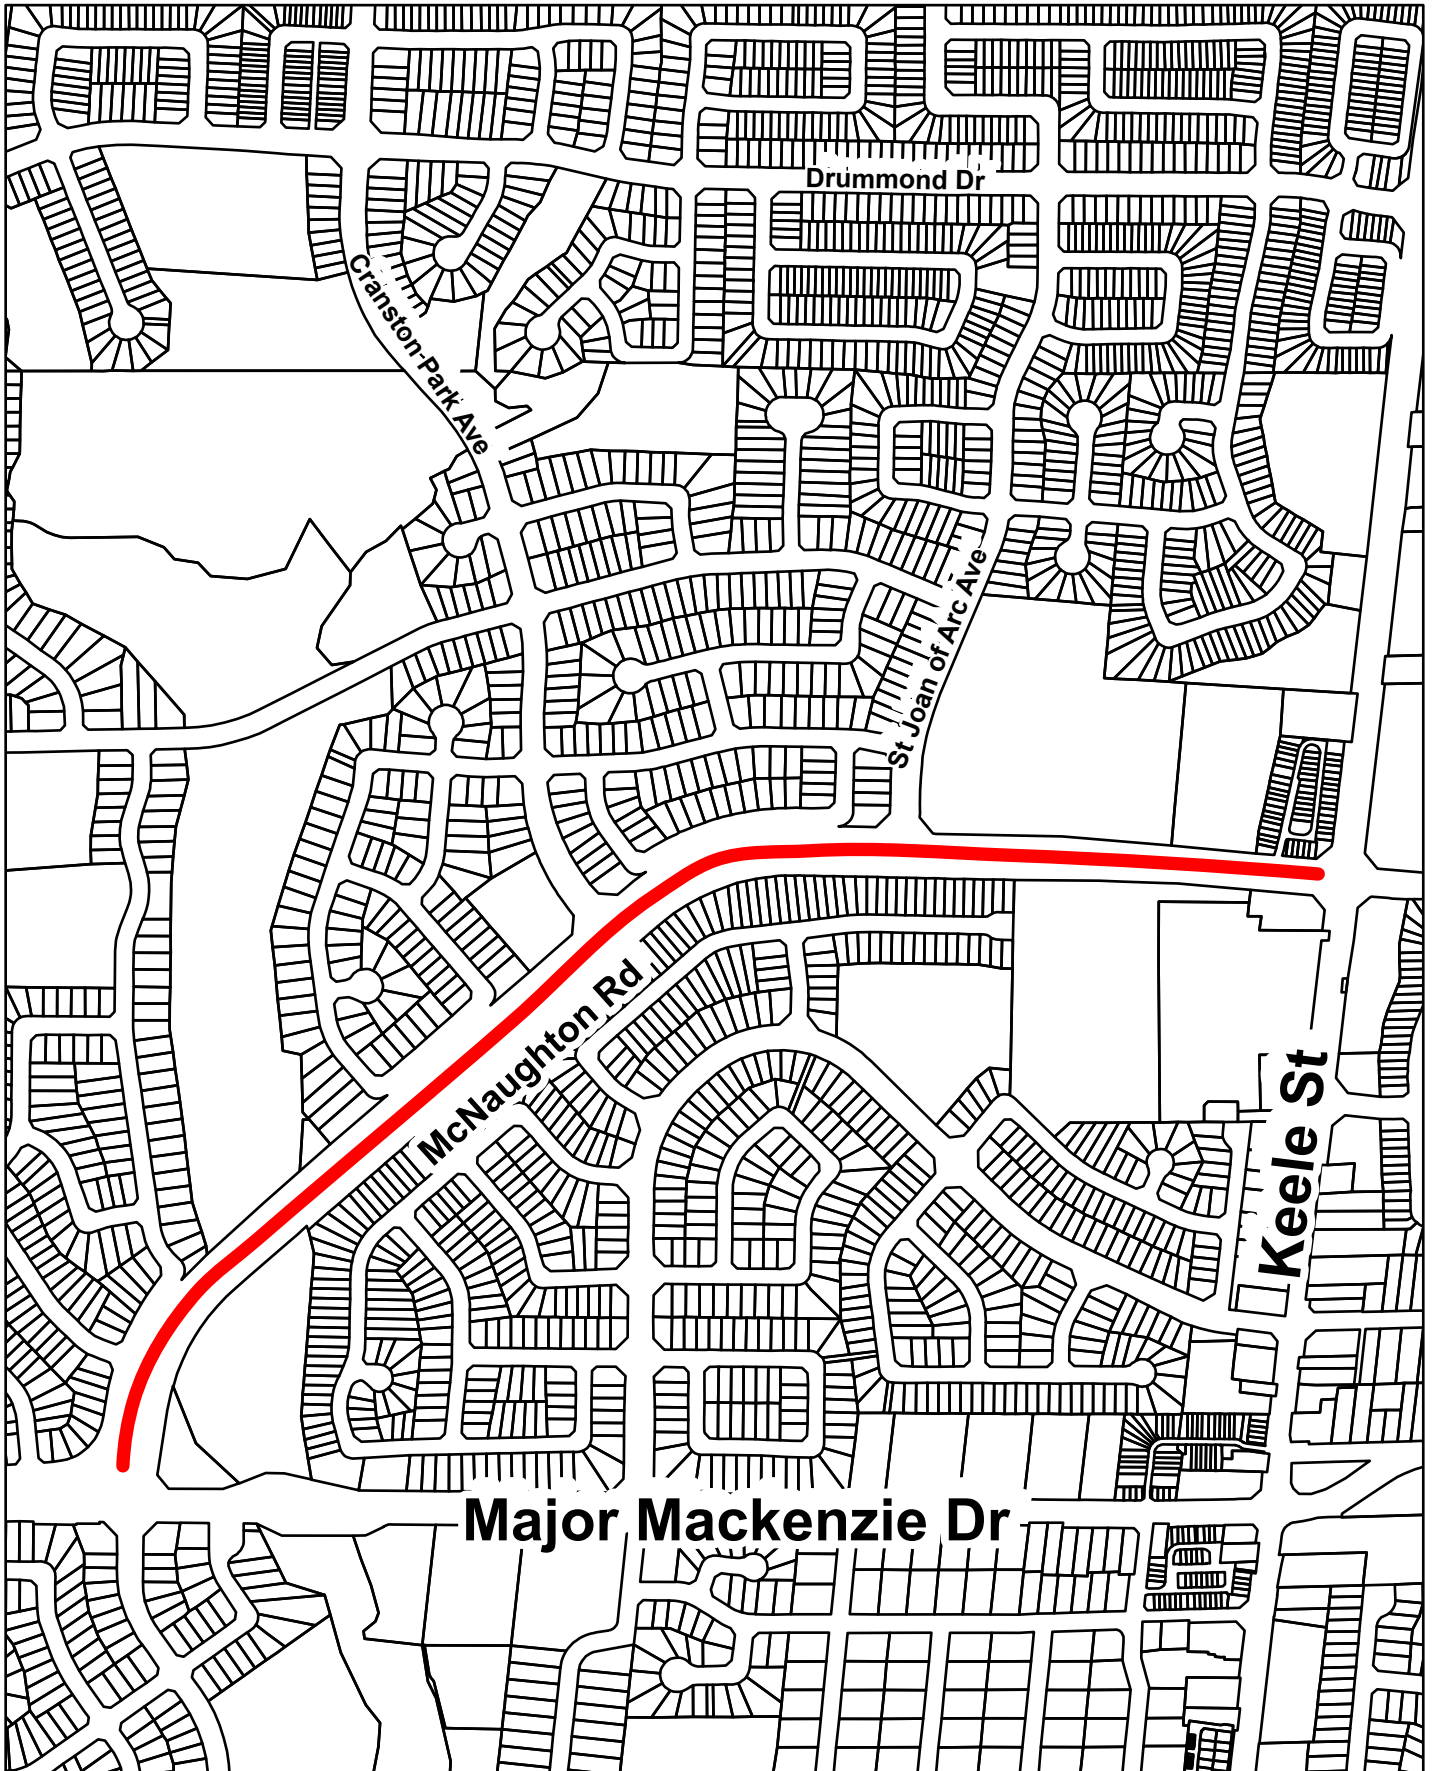 Drummond Dr
Cranston-Park Ave
St Joan of Arc Ave
McNaughton Rd
Keele St
Major Mackenzie Dr